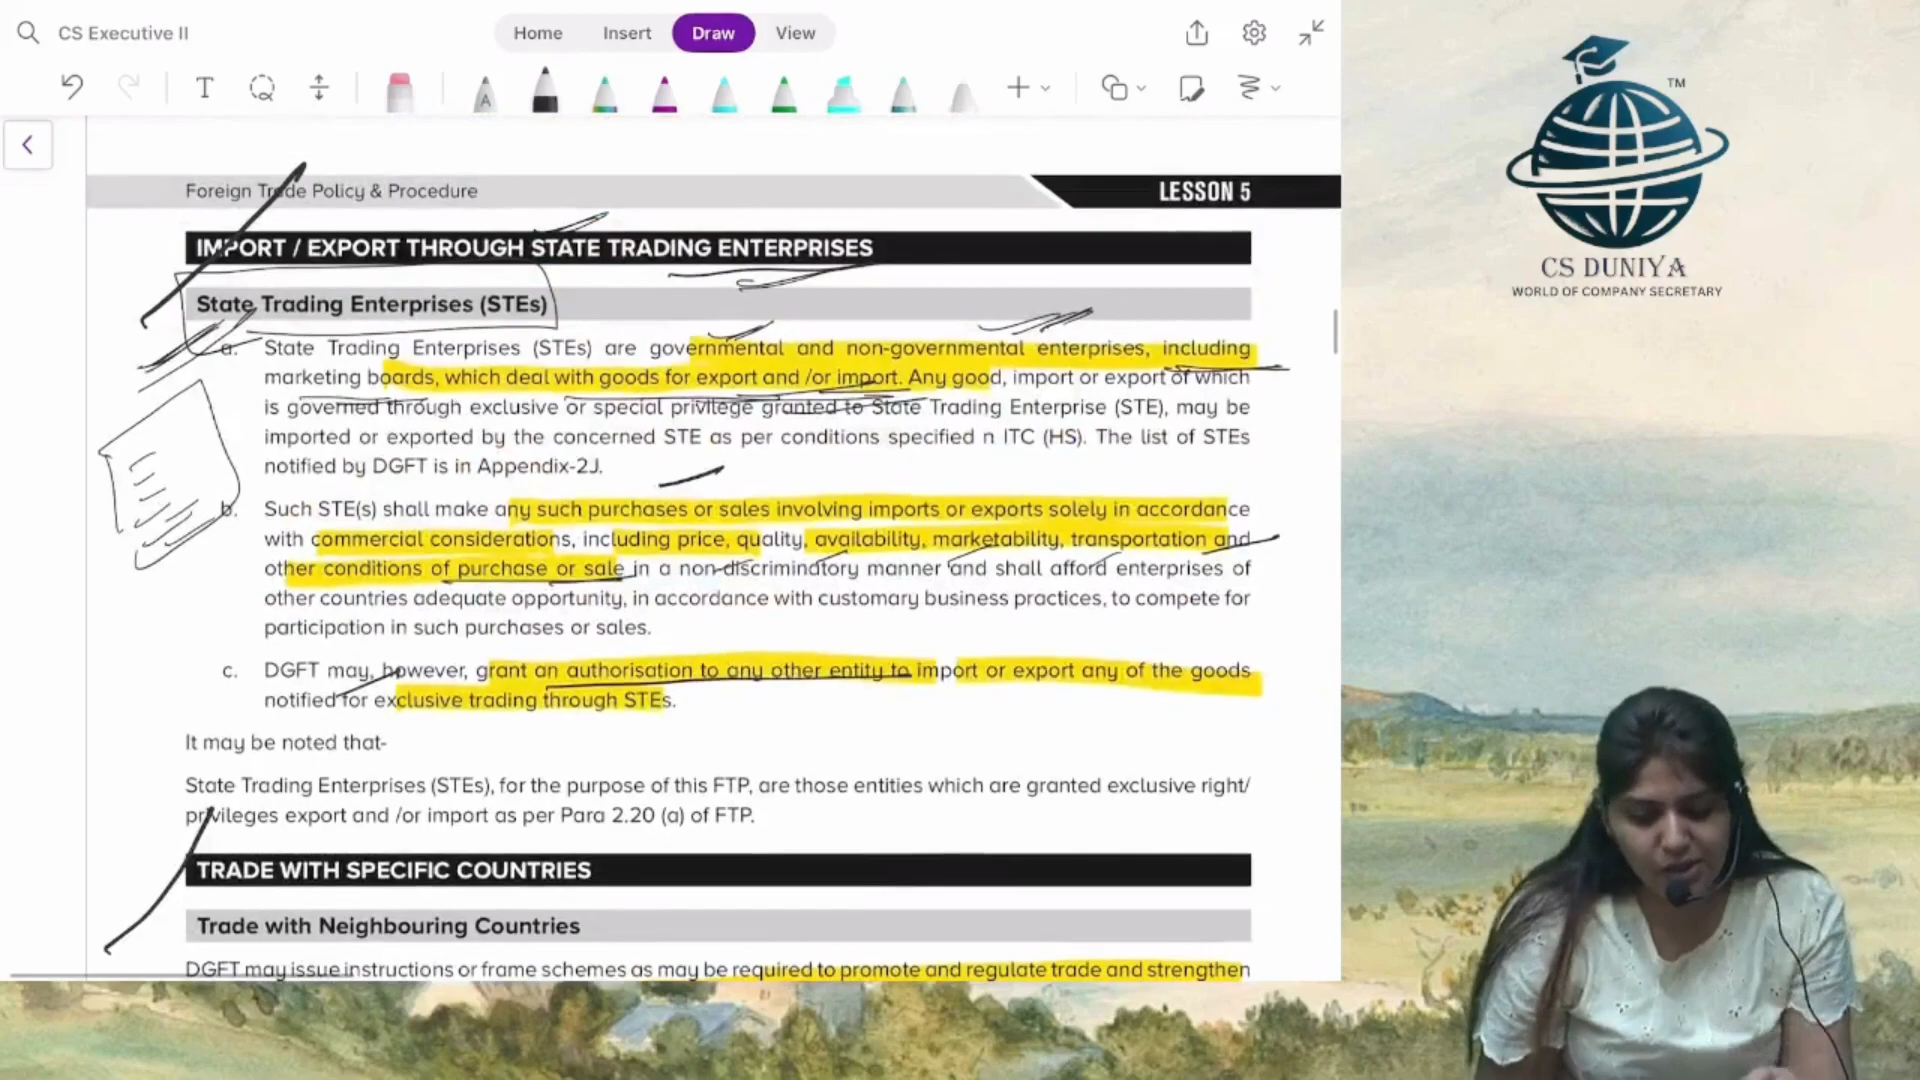 CS Executive II
Home Insert Draw View
T
A
Foreign Trade Policy & Procedure
LESSON 5
IMPORT / EXPORT THROUGH STATE TRADING ENTERPRISES
State Trading Enterprises (STEs)
a. State Trading Enterprises (STEs) are governmental and non-governmental enterprises, including
marketing boards, which deal with goods for export and /or import. Any good, import or export of which
is governed through exclusive or special privilege granted to State Trading Enterprise (STE), may be
imported or exported by the concerned STE as per conditions specified n ITC (HS). The list of STEs
notified by DGFT is in Appendix-2J.
b. Such STE(s) shall make any such purchases or sales involving imports or exports solely in accordance
with commercial considerations, including price, quality, availability, marketability, transportation and
other conditions of purchase or sale in a non-discriminatory manner and shall afford enterprises of
other countries adequate opportunity, in accordance with customary business practices, to compete for
participation in such purchases or sales.
c. DGFT may, however, grant an authorisation to any other entity to import or export any of the goods
notified for exclusive trading through STEs.
It may be noted that-
State Trading Enterprises (STEs), for the purpose of this FTP, are those entities which are granted exclusive right/
privileges export and /or import as per Para 2.20 (a) of FTP.
TRADE WITH SPECIFIC COUNTRIES
Trade with Neighbouring Countries
DGFT may issue instructions or frame schemes as may be required to promote and regulate trade and strengthen
TM
CS DUNIYA
WORLD OF COMPANY SECRETARY